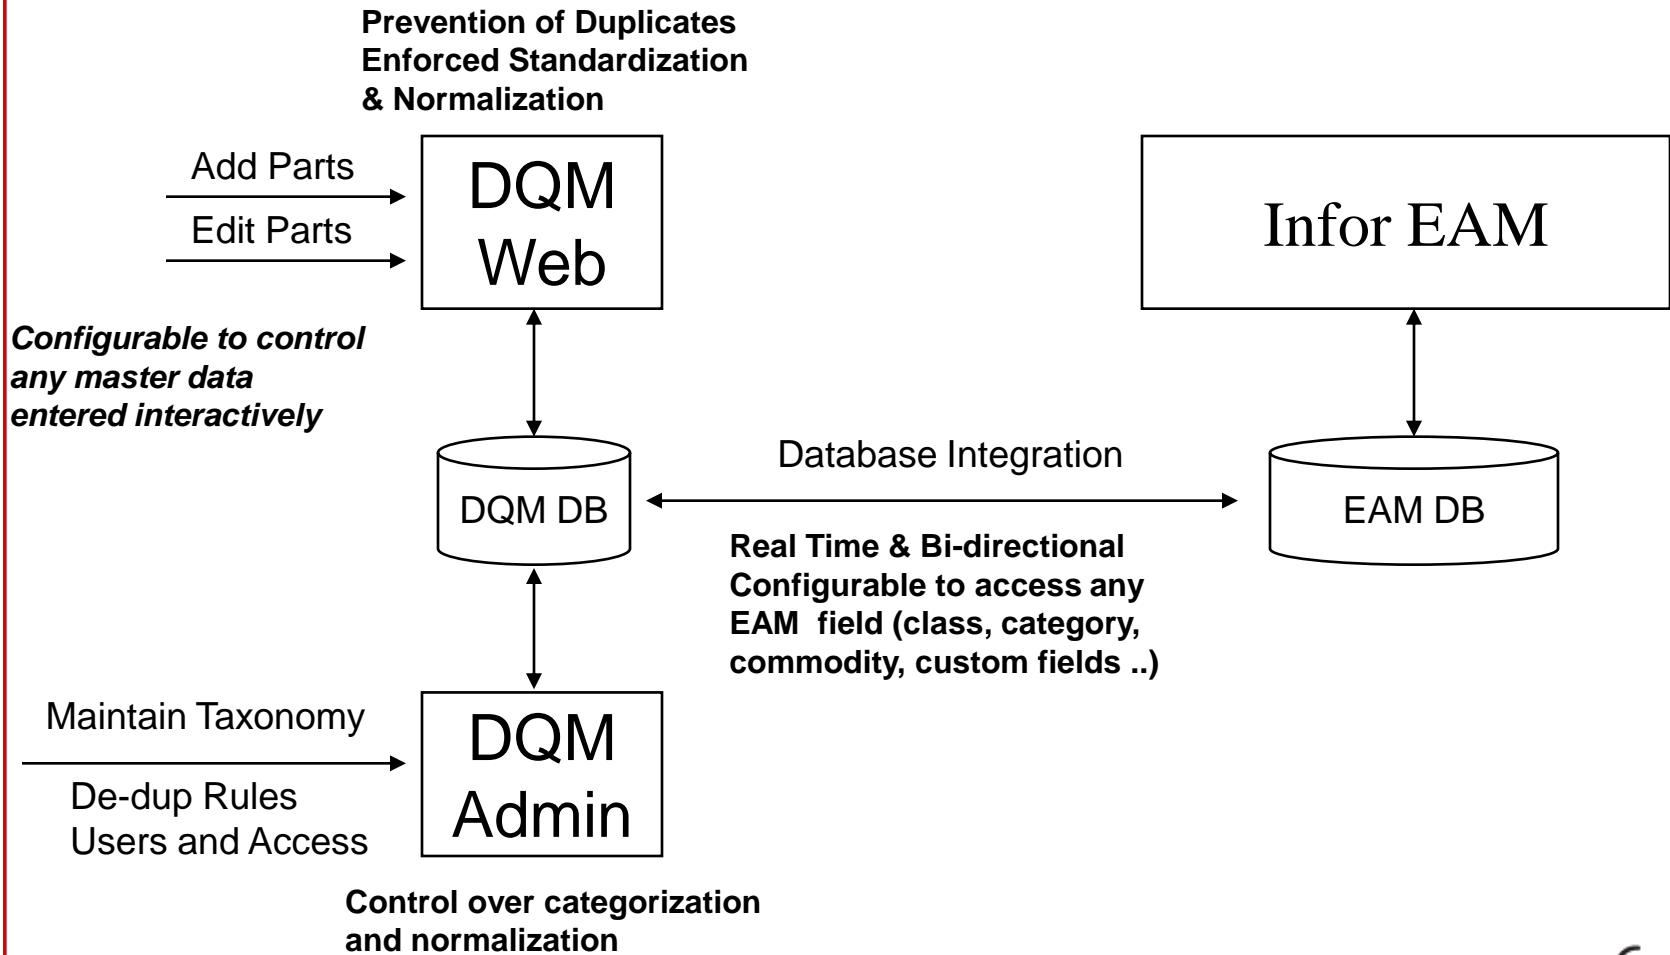 Prevention of Duplicates
Enforced Standardization
& Normalization
Add Parts
Edit Parts
DQM
Web
Infor EAM
Configurable to control
any master data
entered interactively
Database Integration
DQM DB
EAM DB
Real Time & Bi-directional
Configurable to access any
EAM  field (class, category,
commodity, custom fields ..)
Maintain Taxonomy
De-dup Rules
Users and Access
DQM
Admin
Control over categorization
and normalization